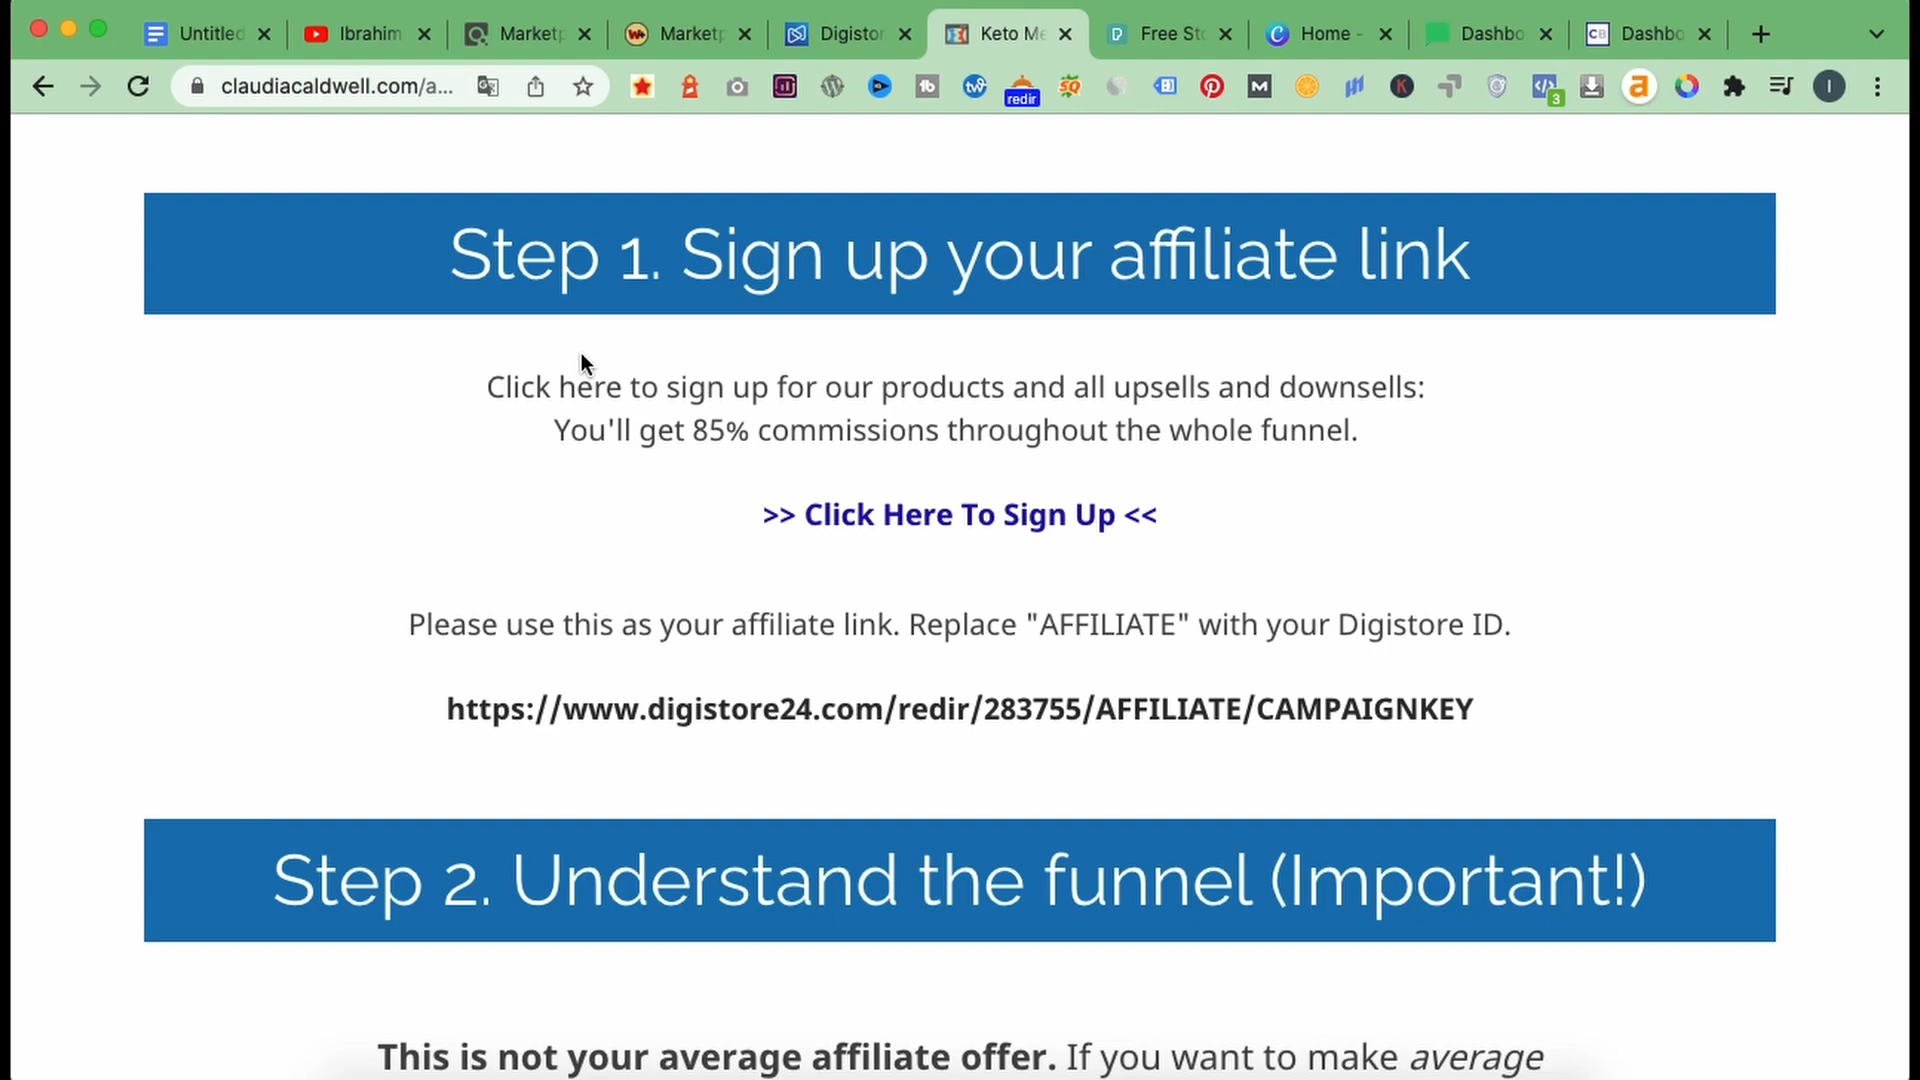 Untitled
Ibrahim
Marketp
Marketp
Digistor
Keto Me
Free Sto
Home -
Dashbo
CB
Dashbo
claudiacaldwell.com/a...
redir
3
I
Step 1. Sign up your affiliate link
Click here to sign up for our products and all upsells and downsells:
You'll get 85% commissions throughout the whole funnel.
>> Click Here To Sign Up <<
Please use this as your affiliate link. Replace "AFFILIATE" with your Digistore ID.
https://www.digistore24.com/redir/283755/AFFILIATE/CAMPAIGNKEY
Step 2. Understand the funnel (Important!)
This is not your average affiliate offer. If you want to make average